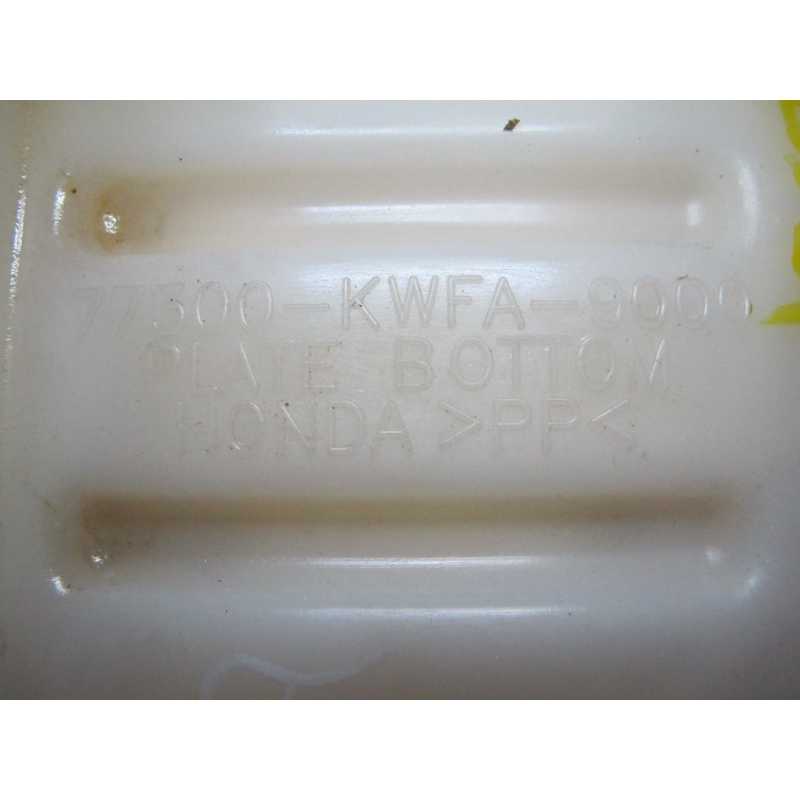 77300-KWFA-9000
PLATE BOTTOM
HONDA >PP<